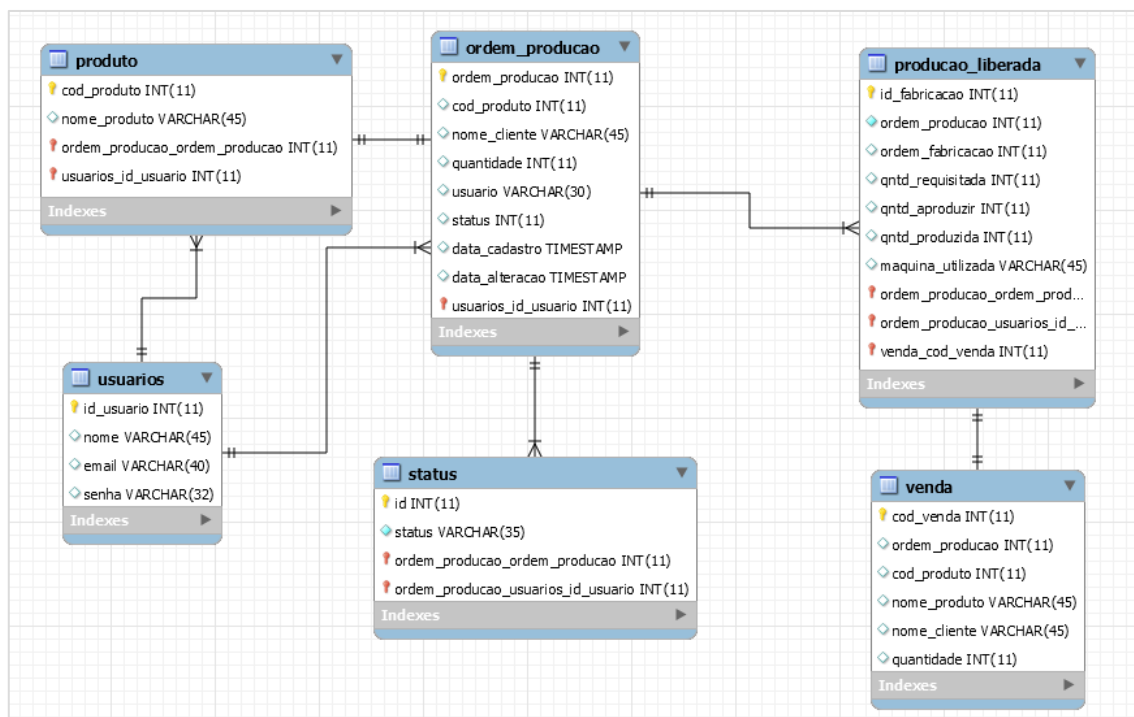 produto
cod_produto INT(11)
nome_produto VARCHAR(45)
ordem_producao_ordem_producao INT(11)
usuarios_id_usuario INT(11)
Indexes
ordem_producao
ordem_producao INT(11)
cod_produto INT(11)
nome_cliente VARCHAR(45)
quantidade INT(11)
usuario VARCHAR(30)
status INT(11)
data_cadastro TIMESTAMP
data_alteracao TIMESTAMP
usuarios_id_usuario INT(11)
Indexes
producao_liberada
id_fabricacao INT(11)
ordem_producao INT(11)
ordem_fabricacao INT(11)
qntd_requisitada INT(11)
qntd_aproduzir INT(11)
qntd_produzida INT(11)
maquina_utilizada VARCHAR(45)
ordem_producao_ordem_prod...
ordem_producao_usuarios_id_...
venda_cod_venda INT(11)
Indexes
usuarios
id_usuario INT(11)
nome VARCHAR(45)
email VARCHAR(40)
senha VARCHAR(32)
Indexes
status
id INT(11)
status VARCHAR(35)
ordem_producao_ordem_producao INT(11)
ordem_producao_usuarios_id_usuario INT(11)
Indexes
venda
cod_venda INT(11)
ordem_producao INT(11)
cod_produto INT(11)
nome_produto VARCHAR(45)
nome_cliente VARCHAR(45)
quantidade INT(11)
Indexes